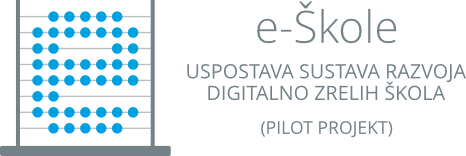 e-Škole
USPOSTAVA SUSTAVA RAZVOJA
DIGITALNO ZRELIH ŠKOLA
(PILOT PROJEKT)